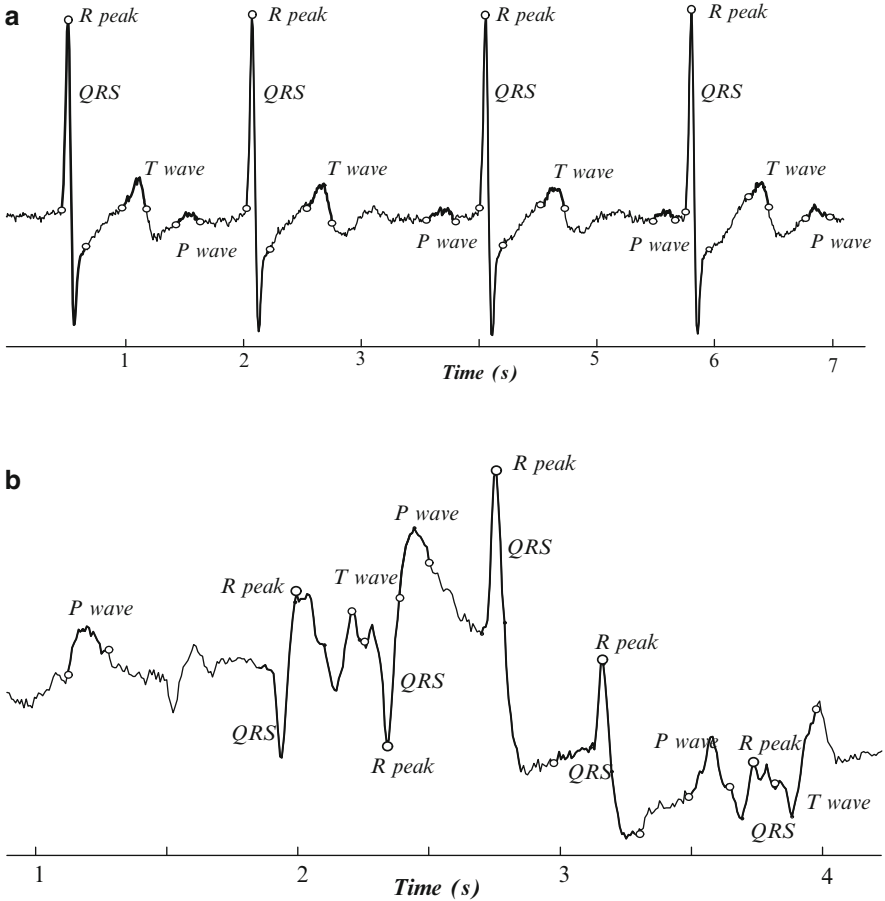 a
R peak R peak R peak R peak
QRS QRS QRS QRS
T wave T wave T wave T wave
P wave P wave P wave P wave
1 2 3 4 5 6 7
Time (s)
b
R peak
P wave
QRS
R peak T wave
P wave
QRS
R peak
QRS
P wave R peak
R peak
QRS
T wave
QRS
1 2 3 4
Time (s)